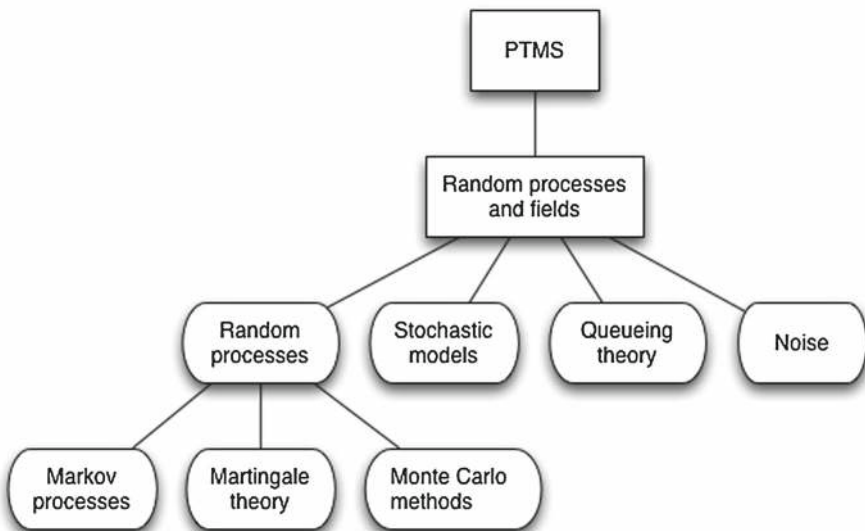 PTMS
Random processes
and fields
Random
processes
Stochastic
models
Queueing
theory
Noise
Markov
processes
Martingale
theory
Monte Carlo
methods